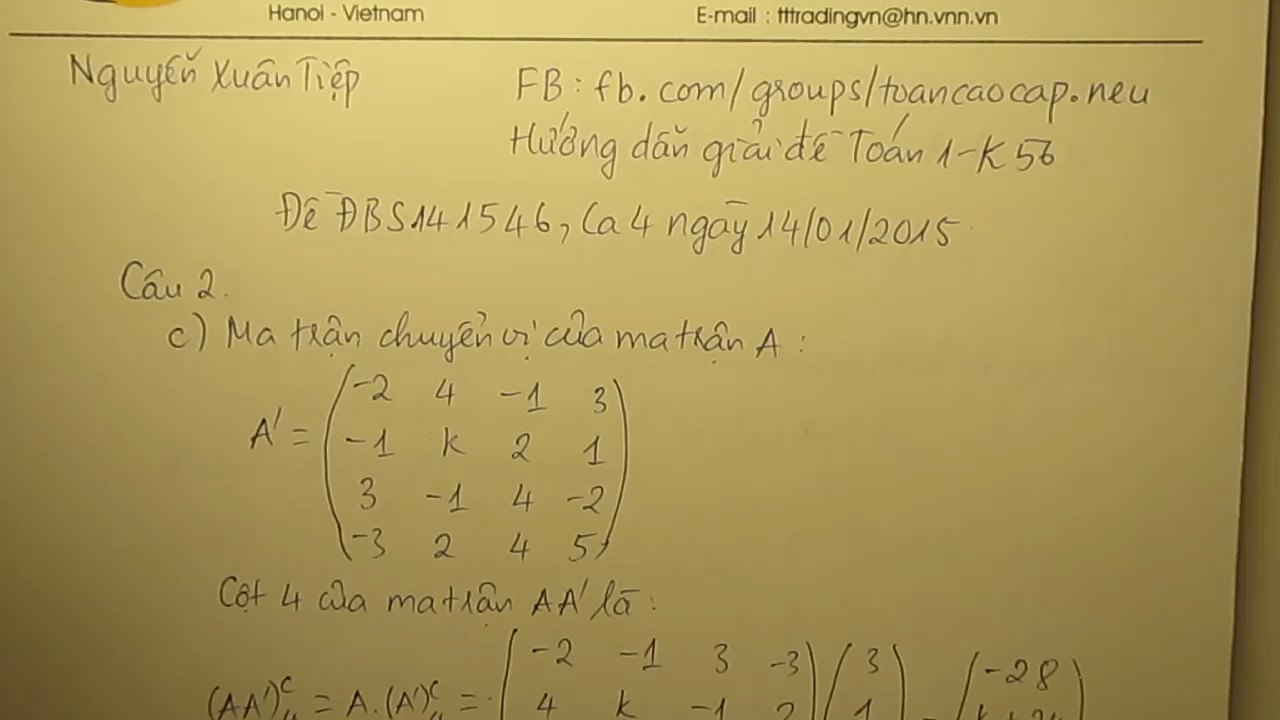 Hanoi - Vietnam
E-mail : tttradingvn@hn.vnn.vn
Nguyễn Xuân Tiệp
FB: fb.com/groups/toancaocap.neu
Hướng dẫn giải đề Toán 1-K56
Đề ĐBS141546, Ca 4 ngày 14/01/2015
Câu 2.
c) Ma trận chuyển vị của ma trận A :
-2 4 -1 3
A' = -1 k 2 1
3 -1 4 -2
-3 2 4 5
Cột 4 của ma trận AA' là :
-2 -1 3 -3 3 -28
(AA')ᶜ₄ = A.(A')ᶜ₄ = 4 k -1 2 1 =